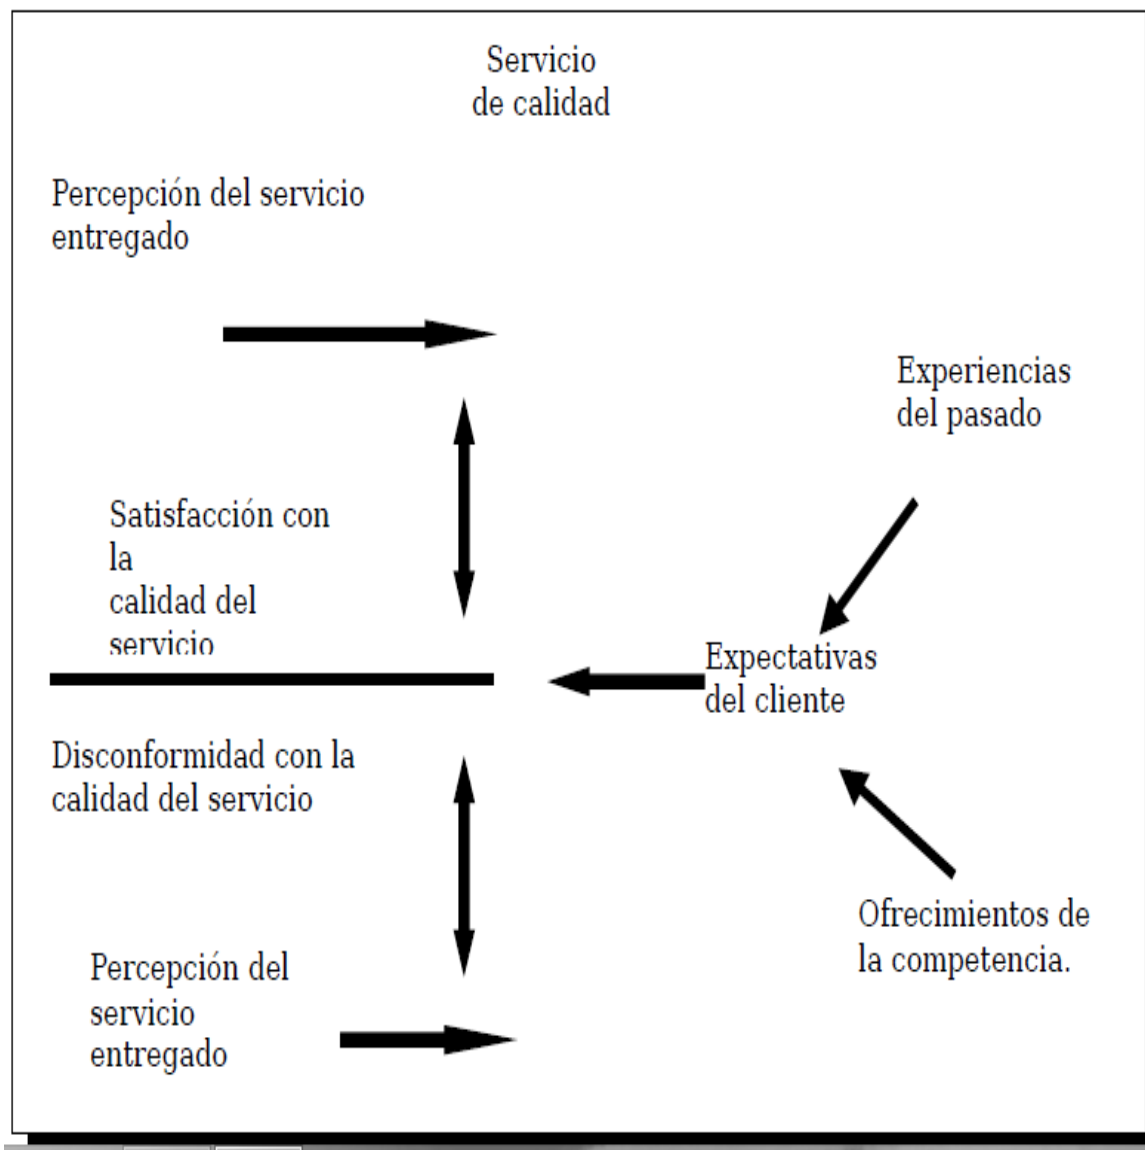 Servicio
de calidad
Percepción del servicio
entregado
Experiencias
del pasado
Satisfacción con
la
calidad del
servicio
Expectativas
del cliente
Disconformidad con la
calidad del servicio
Ofrecimientos de
la competencia.
Percepción del
servicio
entregado